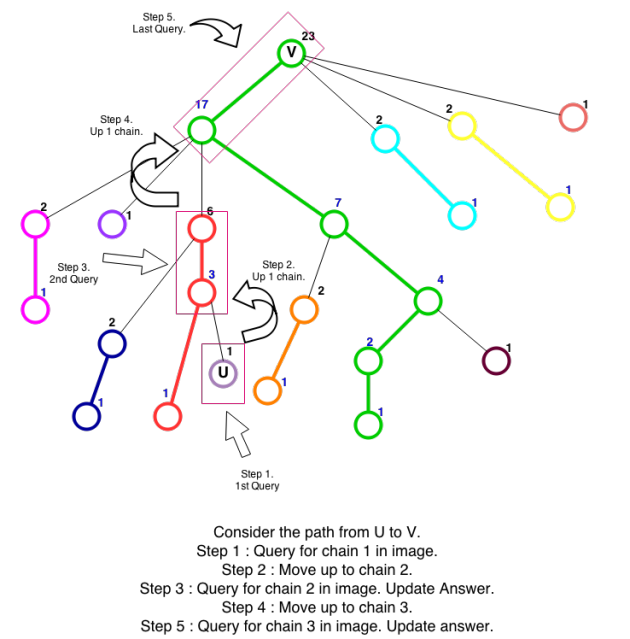 Step 5.
Last Query.
23
V
17
Step 4.
Up 1 chain.
2
2
1
2
1
6
7
1
1
Step 3.
2nd Query
3
Step 2.
Up 1 chain.
4
1
2
2
2
1
1
U
1
1
1
1
1
Step 1.
1st Query
Consider the path from U to V.
Step 1 : Query for chain 1 in image.
Step 2 : Move up to chain 2.
Step 3 : Query for chain 2 in image. Update Answer.
Step 4 : Move up to chain 3.
Step 5 : Query for chain 3 in image. Update answer.